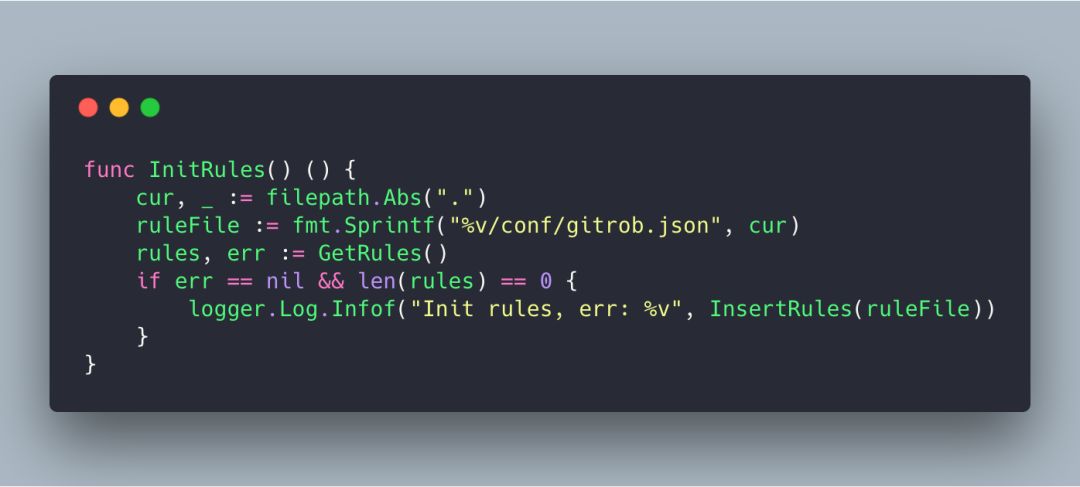 func InitRules() () {
    cur, _ := filepath.Abs(".")
    ruleFile := fmt.Sprintf("%v/conf/gitrob.json", cur)
    rules, err := GetRules()
    if err == nil && len(rules) == 0 {
        logger.Log.Infof("Init rules, err: %v", InsertRules(ruleFile))
    }
}